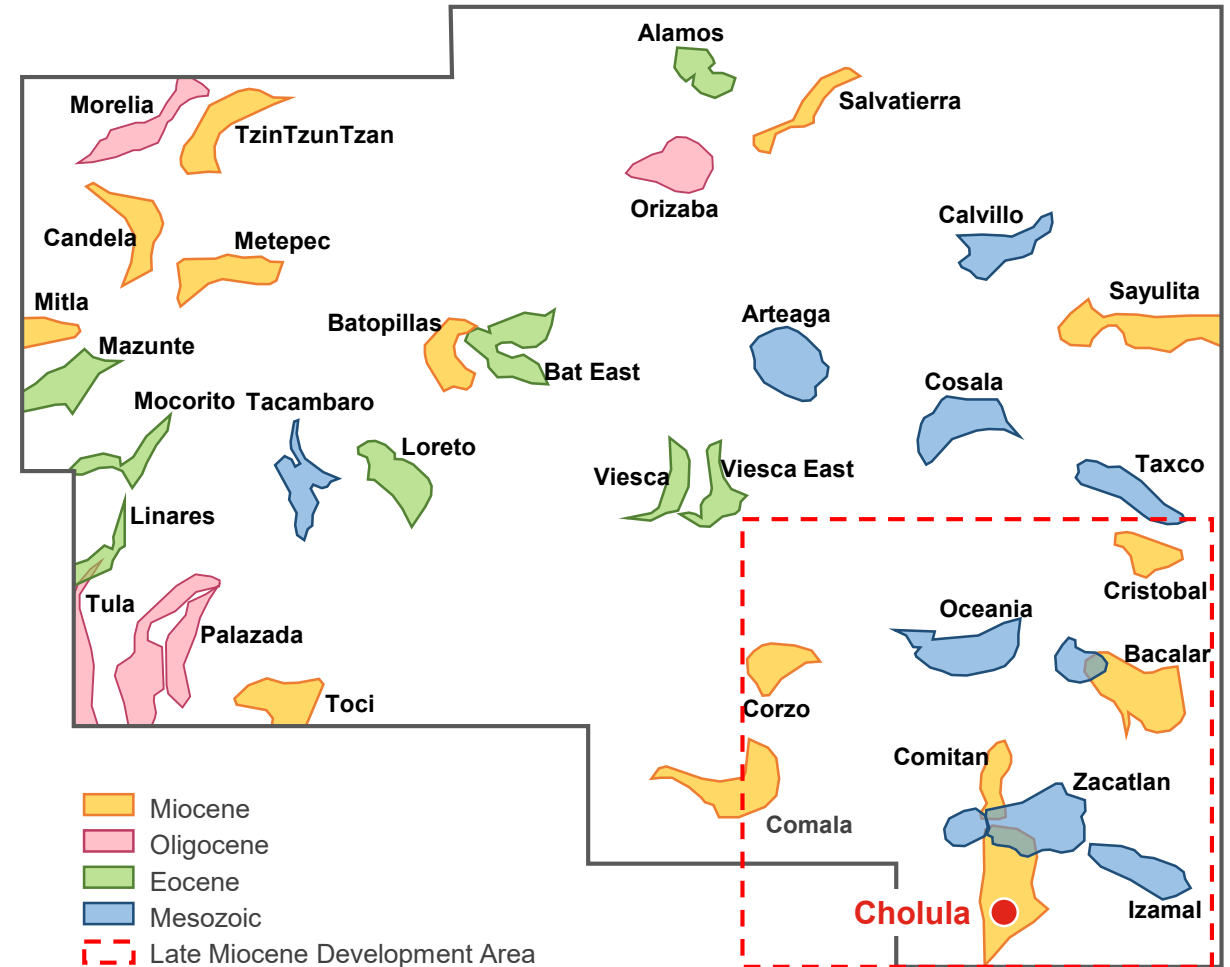 Alamos
Morelia
Salvatierra
TzinTzunTzan
Orizaba
Calvillo
Candela
Metepec
Sayulita
Mitla
Batopillas
Arteaga
Mazunte
Bat East
Cosala
Mocorito
Tacambaro
Loreto
Viesca
Viesca East
Taxco
Linares
Cristobal
Tula
Oceania
Palazada
Bacalar
Toci
Corzo
Comitan
Zacatlan
Comala
Cholula
Izamal
Miocene
Oligocene
Eocene
Mesozoic
Late Miocene Development Area